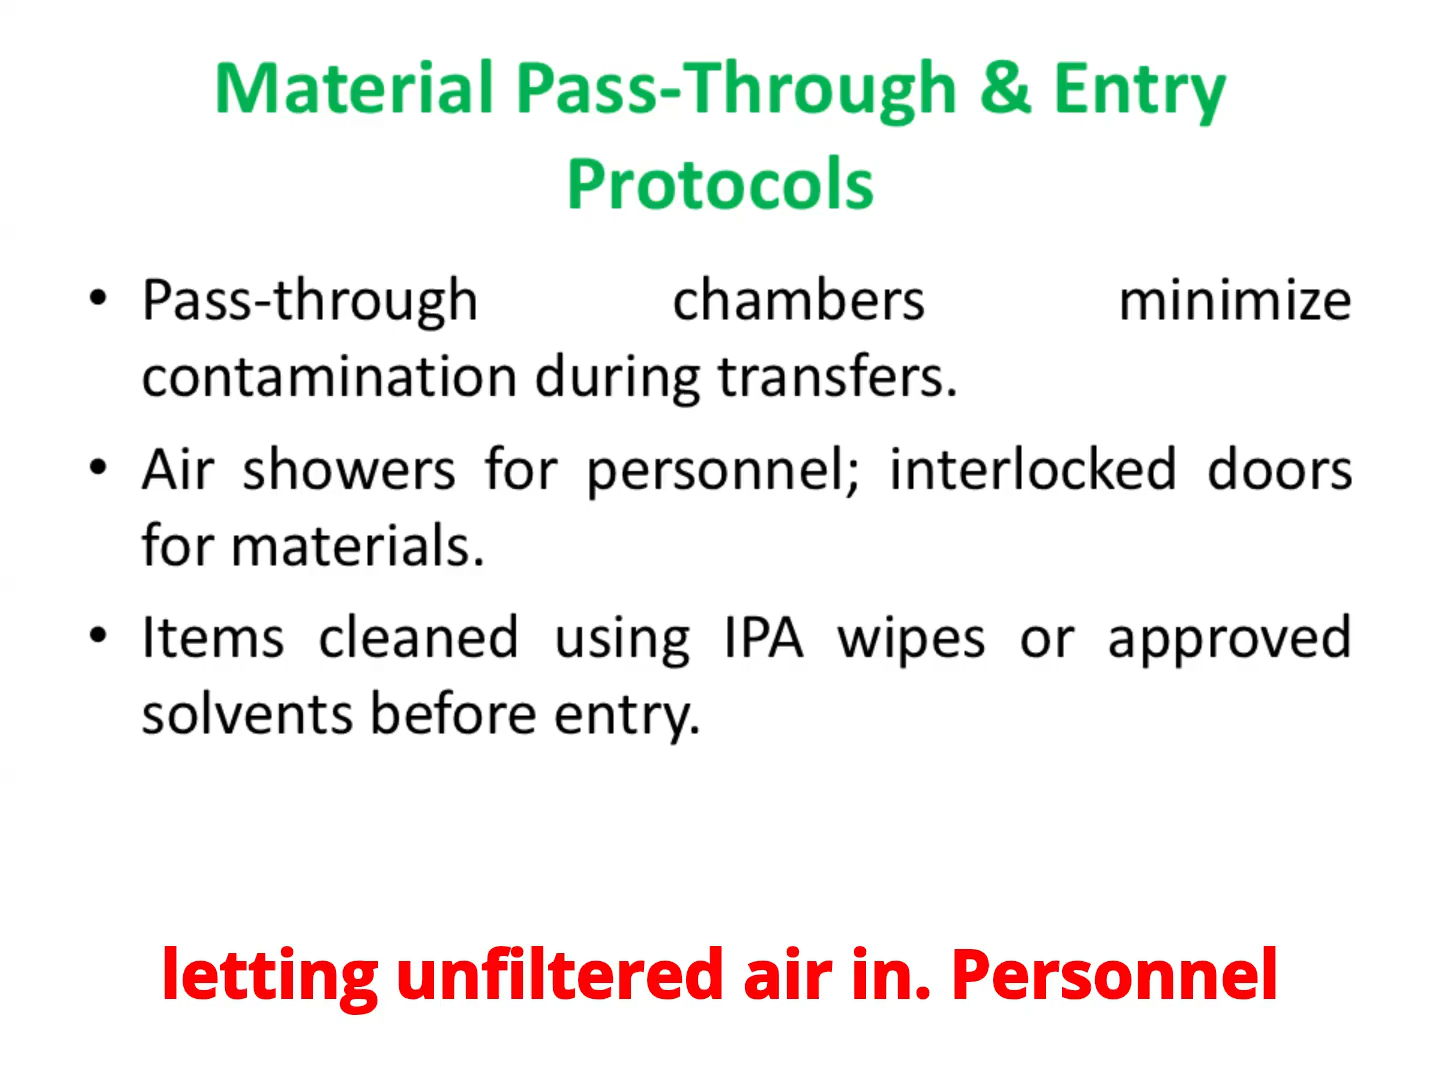 Material Pass-Through & Entry
Protocols
• Pass-through chambers minimize
contamination during transfers.
• Air showers for personnel; interlocked doors
for materials.
• Items cleaned using IPA wipes or approved
solvents before entry.
letting unfiltered air in. Personnel